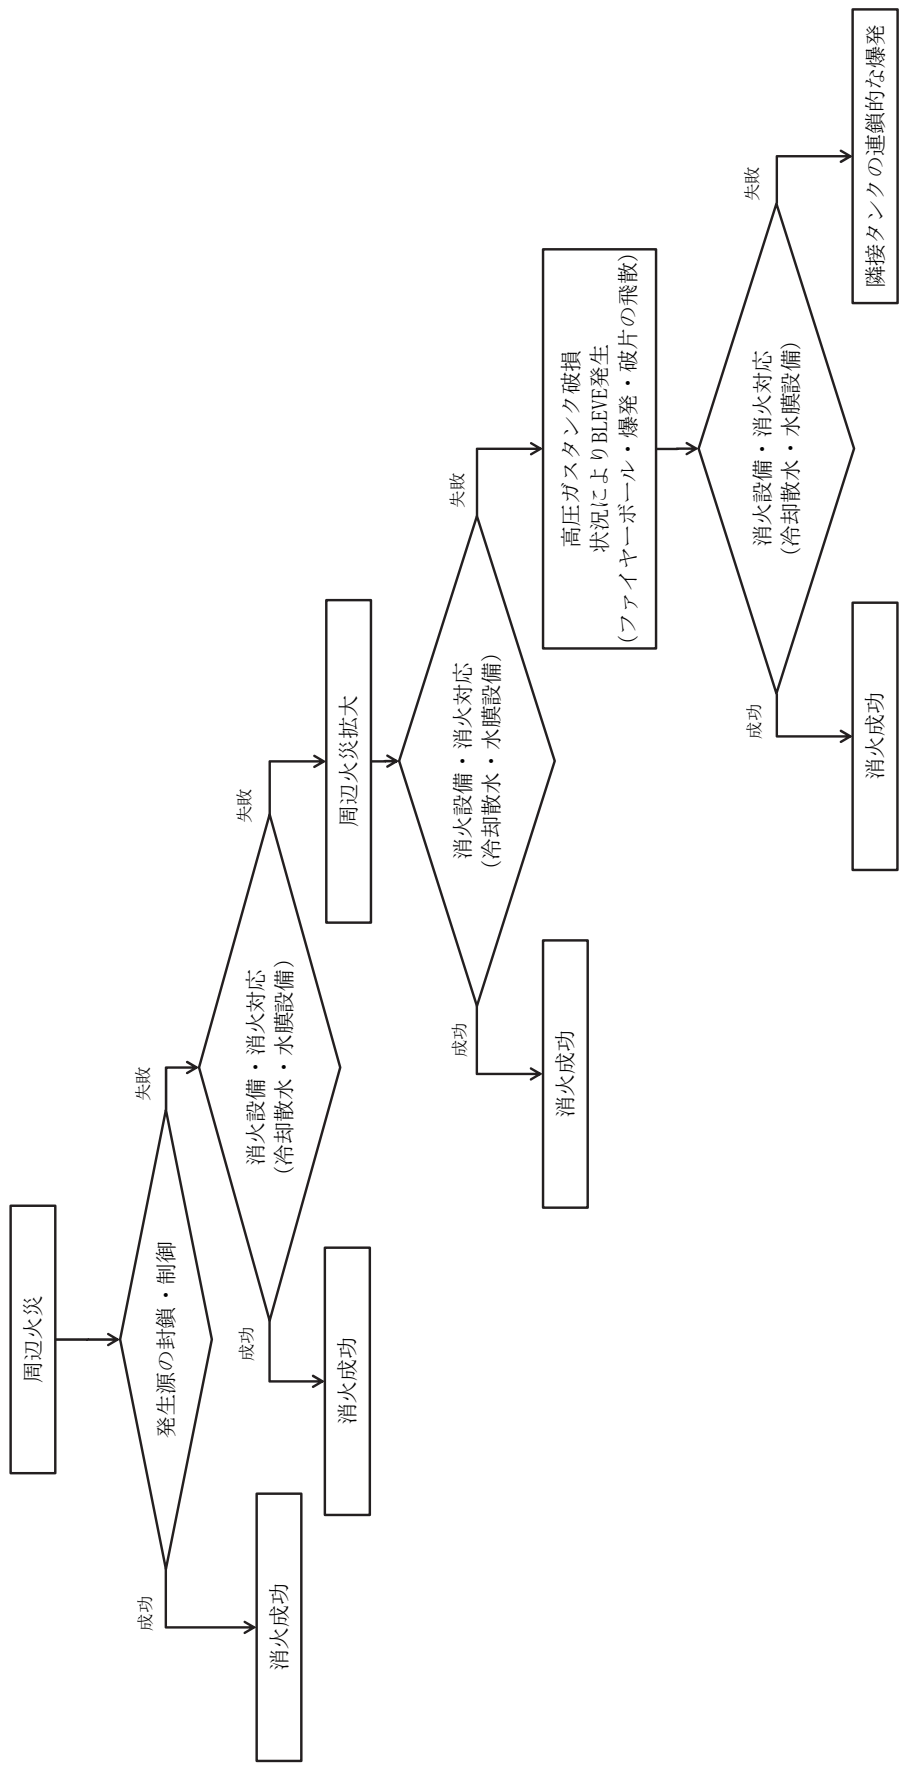 周辺火災
発生源の封鎖・制御
成功
失敗
消火成功
消火設備・消火対応
(冷却散水・水膜設備)
成功
失敗
消火成功
周辺火災拡大
消火設備・消火対応
(冷却散水・水膜設備)
成功
失敗
消火成功
高圧ガスタンク破損
状況によりBLEVE発生
(ファイヤーボール・爆発・破片の飛散)
消火設備・消火対応
(冷却散水・水膜設備)
成功
失敗
消火成功
隣接タンクの連鎖的な爆発